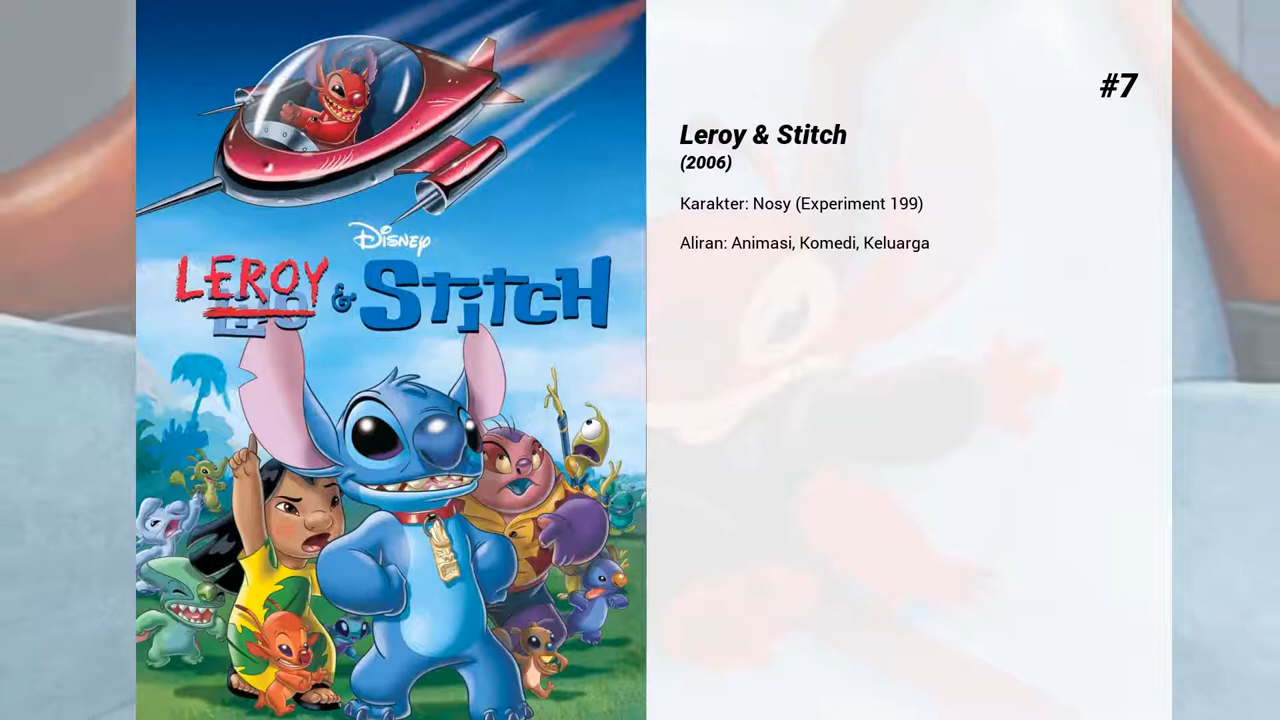 #7
Leroy & Stitch
(2006)
Karakter: Nosy (Experiment 199)
Aliran: Animasi, Komedi, Keluarga
Disney
LEROY
& Stitch